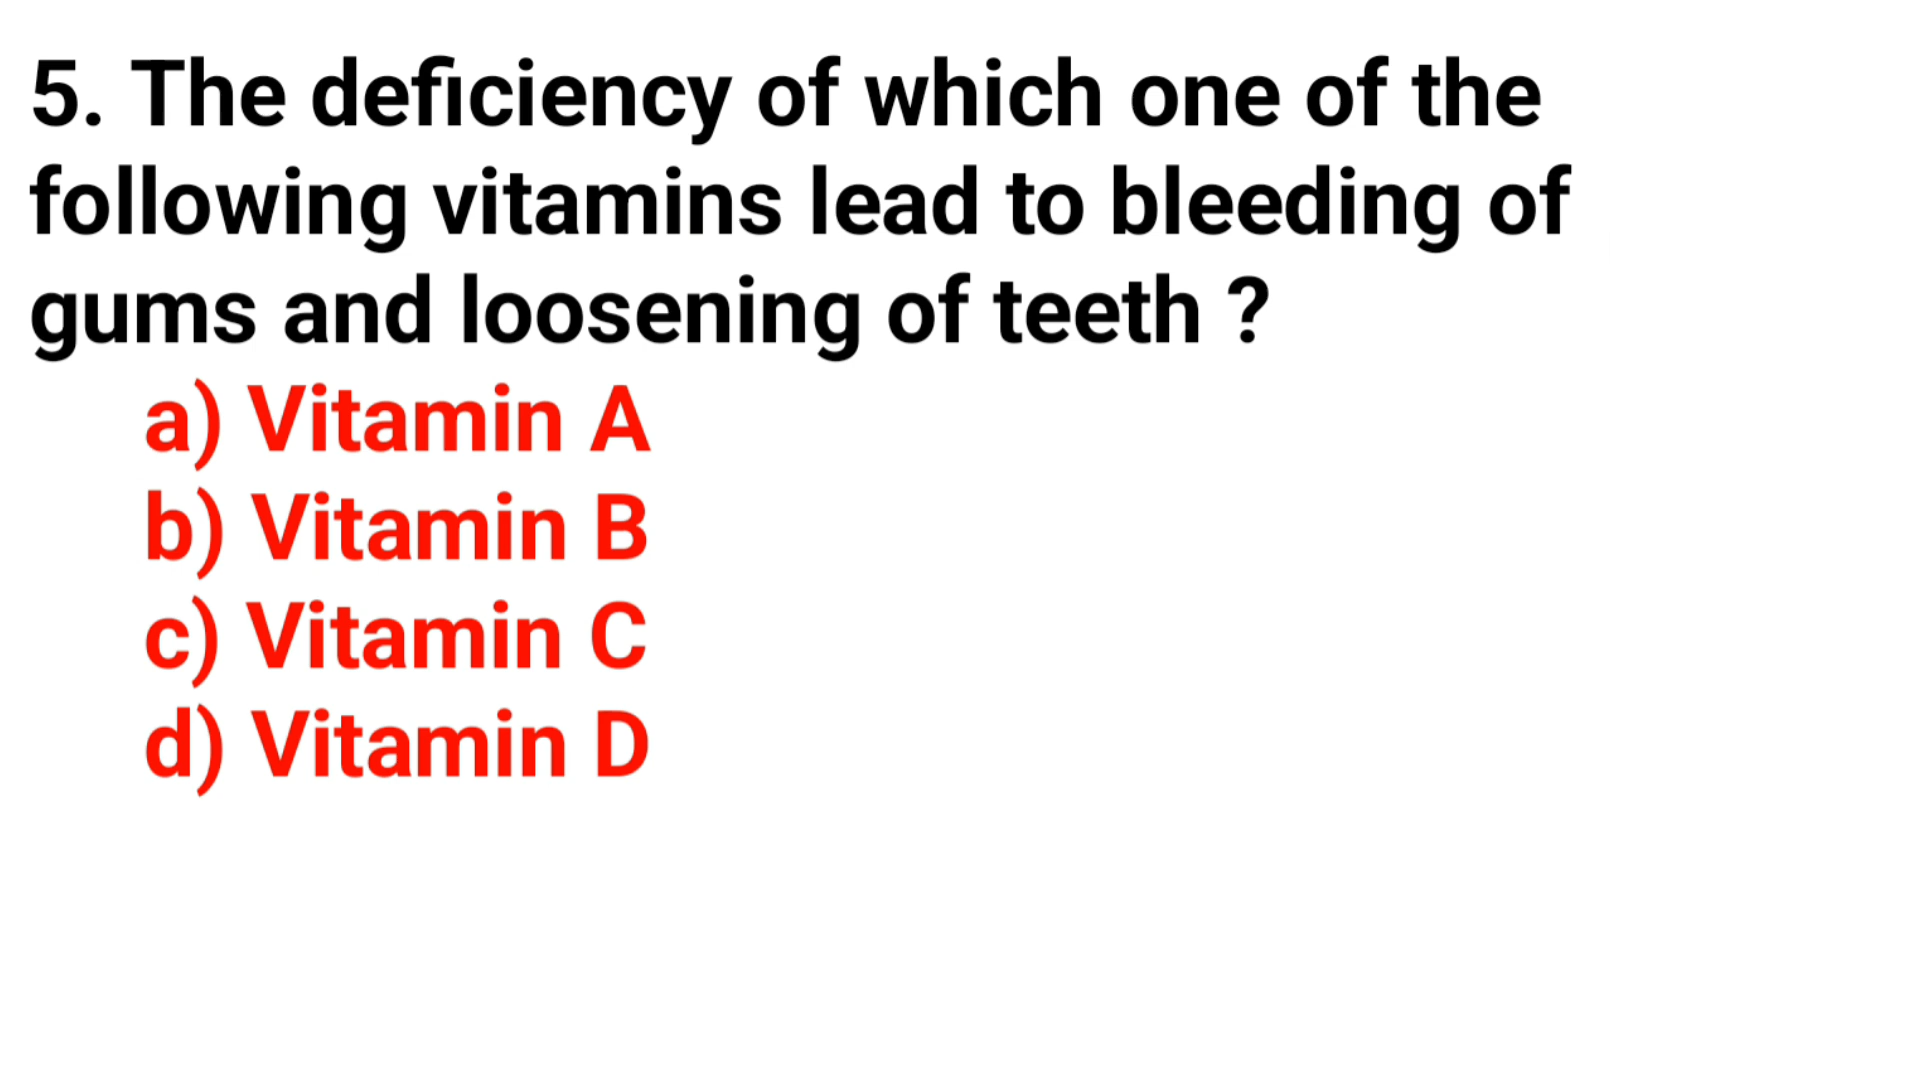 5. The deficiency of which one of the
following vitamins lead to bleeding of
gums and loosening of teeth ?
a) Vitamin A
b) Vitamin B
c) Vitamin C
d) Vitamin D